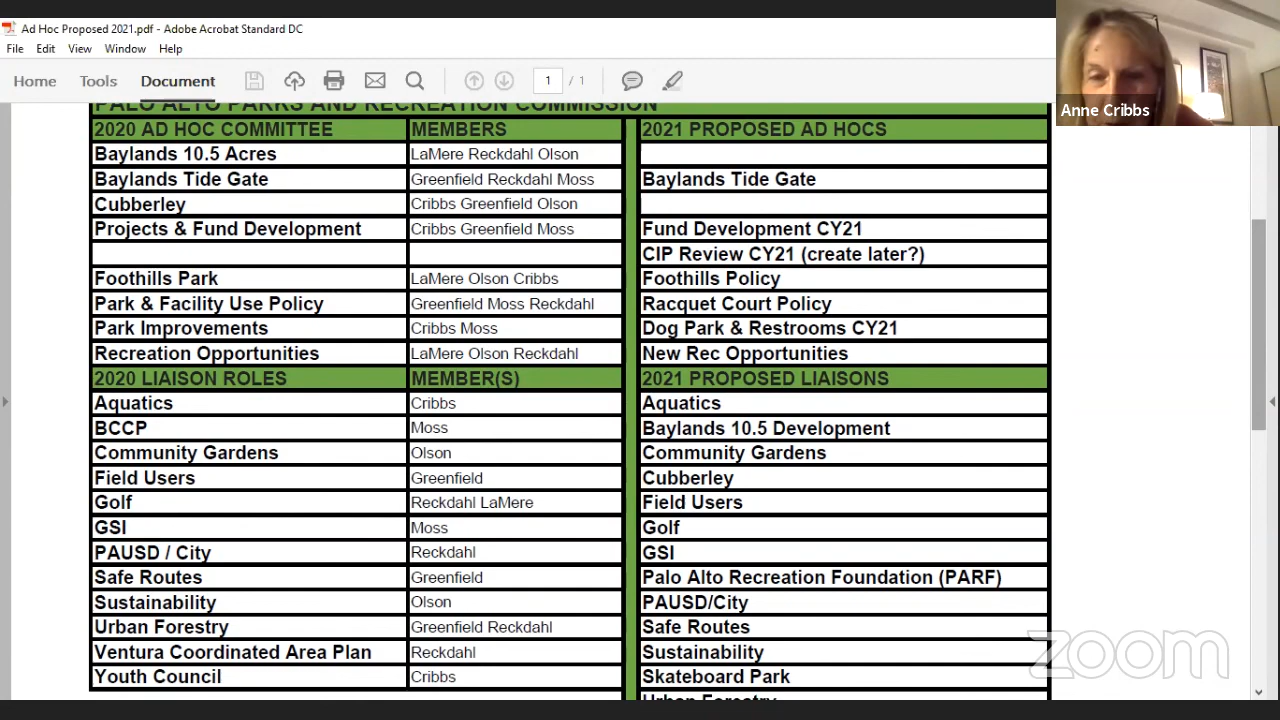 Ad Hoc Proposed 2021.pdf - Adobe Acrobat Standard DC
File Edit View Window Help
Home Tools Document 1 / 1
Anne Cribbs
PALO ALTO PARKS AND RECREATION COMMISSION
2020 AD HOC COMMITTEE MEMBERS 2021 PROPOSED AD HOCS
Baylands 10.5 Acres LaMere Reckdahl Olson
Baylands Tide Gate Greenfield Reckdahl Moss Baylands Tide Gate
Cubberley Cribbs Greenfield Olson
Projects & Fund Development Cribbs Greenfield Moss Fund Development CY21
CIP Review CY21 (create later?)
Foothills Park LaMere Olson Cribbs Foothills Policy
Park & Facility Use Policy Greenfield Moss Reckdahl Racquet Court Policy
Park Improvements Cribbs Moss Dog Park & Restrooms CY21
Recreation Opportunities LaMere Olson Reckdahl New Rec Opportunities
2020 LIAISON ROLES MEMBER(S) 2021 PROPOSED LIAISONS
Aquatics Cribbs Aquatics
BCCP Moss Baylands 10.5 Development
Community Gardens Olson Community Gardens
Field Users Greenfield Cubberley
Golf Reckdahl LaMere Field Users
GSI Moss Golf
PAUSD / City Reckdahl GSI
Safe Routes Greenfield Palo Alto Recreation Foundation (PARF)
Sustainability Olson PAUSD/City
Urban Forestry Greenfield Reckdahl Safe Routes
Ventura Coordinated Area Plan Reckdahl Sustainability
Youth Council Cribbs Skateboard Park
Urban Forestry
zoom